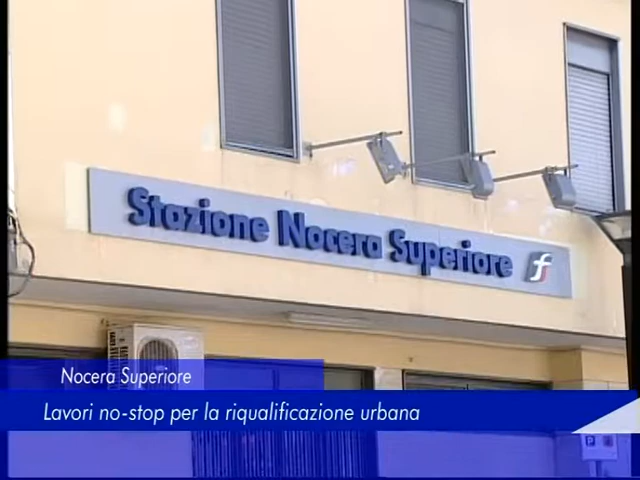 Stazione Nocera Superiore
Nocera Superiore
Lavori no-stop per la riqualificazione urbana